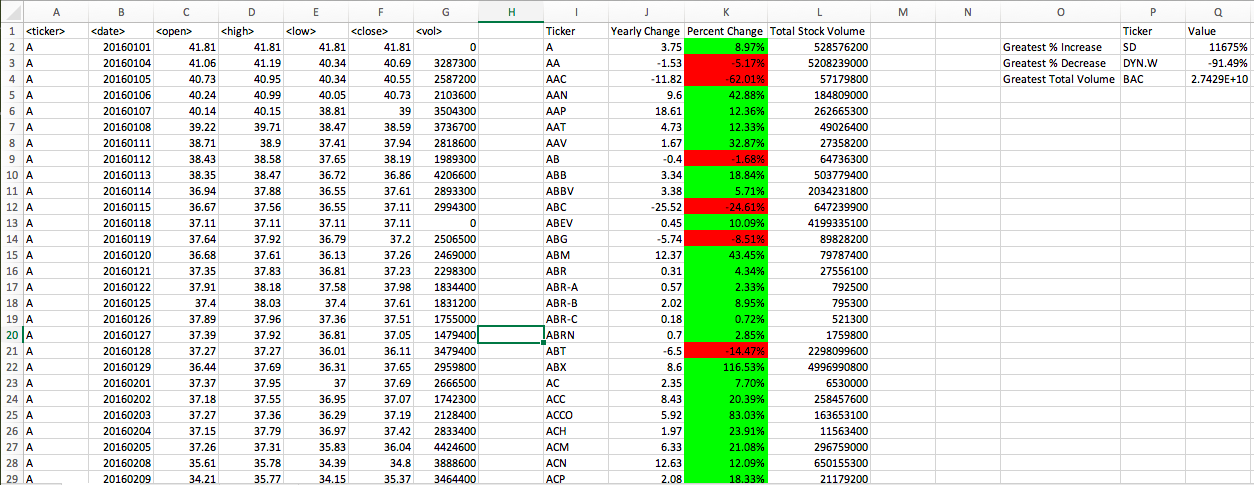 A B C D E F G H I J K L M N O P Q
1 <ticker> <date> <open> <high> <low> <close> <vol> Ticker Yearly Change Percent Change Total Stock Volume Ticker Value
2 A 20160101 41.81 41.81 41.81 41.81 0 A 3.75 8.97% 528576200 Greatest % Increase SD 11675%
3 A 20160104 41.06 41.19 40.34 40.69 3287300 AA -1.53 -5.17% 5208239000 Greatest % Decrease DYN.W -91.49%
4 A 20160105 40.73 40.95 40.34 40.55 2587200 AAC -11.82 -62.01% 57179800 Greatest Total Volume BAC 2.7429E+10
5 A 20160106 40.24 40.99 40.05 40.73 2103600 AAN 9.6 42.88% 184809000
6 A 20160107 40.14 40.15 38.81 39 3504300 AAP 18.61 12.36% 262665300
7 A 20160108 39.22 39.71 38.47 38.59 3736700 AAT 4.73 12.33% 49026400
8 A 20160111 38.71 38.9 37.41 37.94 2818600 AAV 1.67 32.87% 27358200
9 A 20160112 38.43 38.58 37.65 38.19 1989300 AB -0.4 -1.68% 64736300
10 A 20160113 38.35 38.47 36.72 36.86 4206600 ABB 3.34 18.84% 503779400
11 A 20160114 36.94 37.88 36.55 37.61 2893300 ABBV 3.38 5.71% 2034231800
12 A 20160115 36.67 37.56 36.55 37.11 2994300 ABC -25.52 -24.61% 647239900
13 A 20160118 37.11 37.11 37.11 37.11 0 ABEV 0.45 10.09% 4199335100
14 A 20160119 37.64 37.92 36.79 37.2 2506500 ABG -5.74 -8.51% 89828200
15 A 20160120 36.68 37.61 36.13 37.26 2469000 ABM 12.37 43.45% 79787400
16 A 20160121 37.35 37.83 36.81 37.23 2298300 ABR 0.31 4.34% 27556100
17 A 20160122 37.91 38.18 37.58 37.98 1834400 ABR-A 0.57 2.33% 792500
18 A 20160125 37.4 38.03 37.4 37.61 1831200 ABR-B 2.02 8.95% 795300
19 A 20160126 37.89 37.96 37.36 37.51 1755000 ABR-C 0.18 0.72% 521300
20 A 20160127 37.39 37.92 36.81 37.05 1479400 ABRN 0.7 2.85% 1759800
21 A 20160128 37.27 37.27 36.01 36.11 3479400 ABT -6.5 -14.47% 2298099600
22 A 20160129 36.44 37.69 36.31 37.65 2959800 ABX 8.6 116.53% 4996990800
23 A 20160201 37.37 37.95 37 37.69 2666500 AC 2.35 7.70% 6530000
24 A 20160202 37.18 37.55 36.95 37.07 1742300 ACC 8.43 20.39% 258457600
25 A 20160203 37.27 37.36 36.29 37.19 2128400 ACCO 5.92 83.03% 163653100
26 A 20160204 37.15 37.79 36.97 37.42 2833400 ACH 1.97 23.91% 11563400
27 A 20160205 37.26 37.31 35.83 36.04 4424600 ACM 6.33 21.08% 296759000
28 A 20160208 35.61 35.78 34.39 34.8 3888600 ACN 12.63 12.09% 650155300
29 A 20160209 34.21 35.77 34.15 35.37 3464400 ACP 2.08 18.33% 21179200